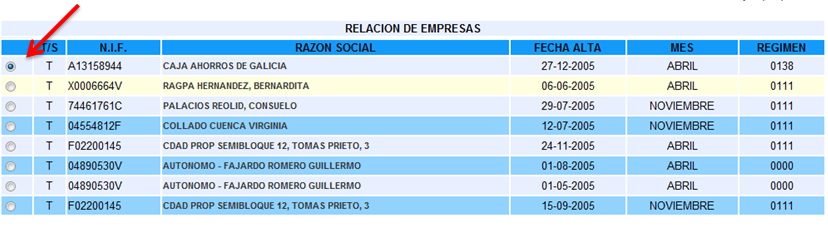 RELACION DE EMPRESAS
T/S N.I.F. RAZON SOCIAL FECHA ALTA MES REGIMEN
T A13158944 CAJA AHORROS DE GALICIA 27-12-2005 ABRIL 0138
T X0006664V RAGPA HERNANDEZ, BERNARDITA 06-06-2005 ABRIL 0111
T 74461761C PALACIOS REOLID, CONSUELO 29-07-2005 NOVIEMBRE 0111
T 04554812F COLLADO CUENCA VIRGINIA 12-07-2005 NOVIEMBRE 0111
T F02200145 CDAD PROP SEMIBLOQUE 12, TOMAS PRIETO, 3 24-11-2005 ABRIL 0111
T 04890530V AUTONOMO - FAJARDO ROMERO GUILLERMO 01-08-2005 ABRIL 0000
T 04890530V AUTONOMO - FAJARDO ROMERO GUILLERMO 01-05-2005 ABRIL 0000
T F02200145 CDAD PROP SEMIBLOQUE 12, TOMAS PRIETO, 3 15-09-2005 NOVIEMBRE 0111